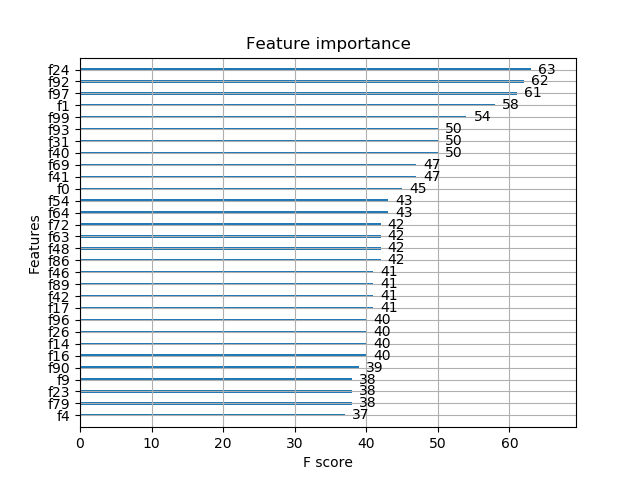 Feature importance
f24 63
f92 62
f97 61
f1 58
f99 54
f93 50
f31 50
f40 50
f69 47
f41 47
f0 45
f54 43
f64 43
f72 42
f63 42
f48 42
f86 42
f46 41
f89 41
f42 41
f17 41
f96 40
f26 40
f14 40
f16 40
f90 39
f9 38
f23 38
f79 38
f4 37
Features
0 10 20 30 40 50 60
F score